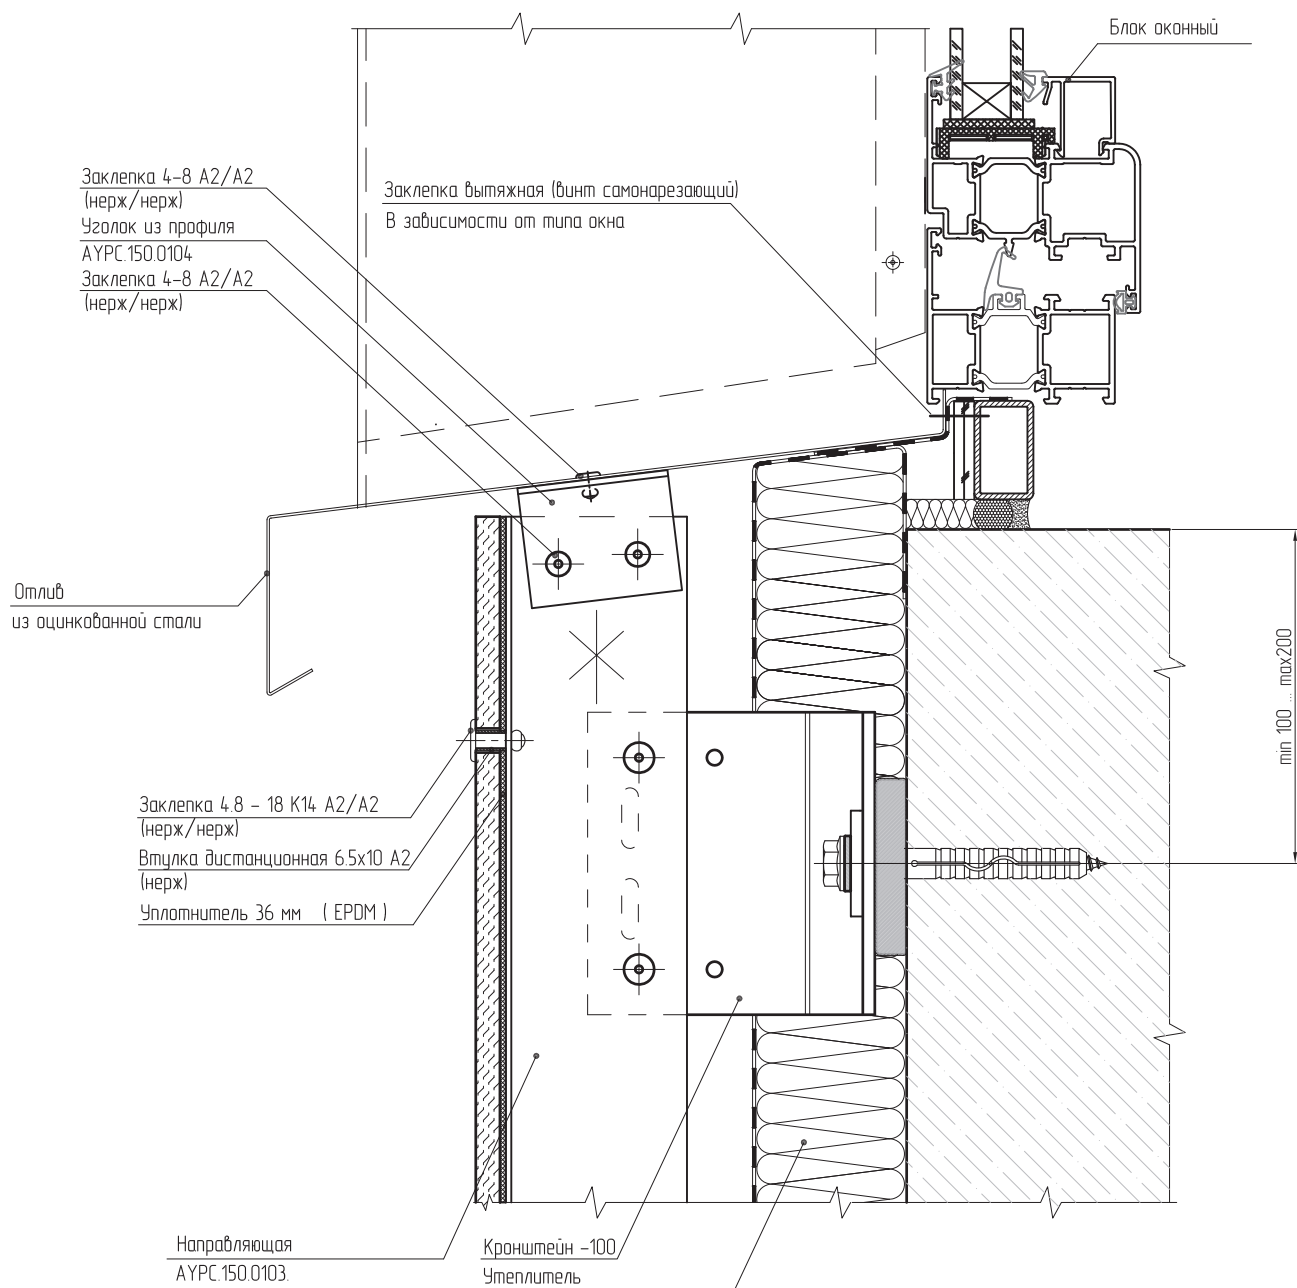 Блок оконный
Заклепка 4-8 А2/А2
(нерж/нерж)
Уголок из профиля
AYPC.150.0104
Заклепка 4-8 А2/А2
(нерж/нерж)
Заклепка вытяжная (винт самонарезающий)
В зависимости от типа окна
Отлив
из оцинкованной стали
min 100 ... max200
Заклепка 4.8 - 18 К14 А2/А2
(нерж/нерж)
Втулка дистанционная 6.5х10 А2
(нерж)
Уплотнитель 36 мм ( EPDM )
Направляющая
AYPC.150.0103.
Кронштейн -100
Утеплитель